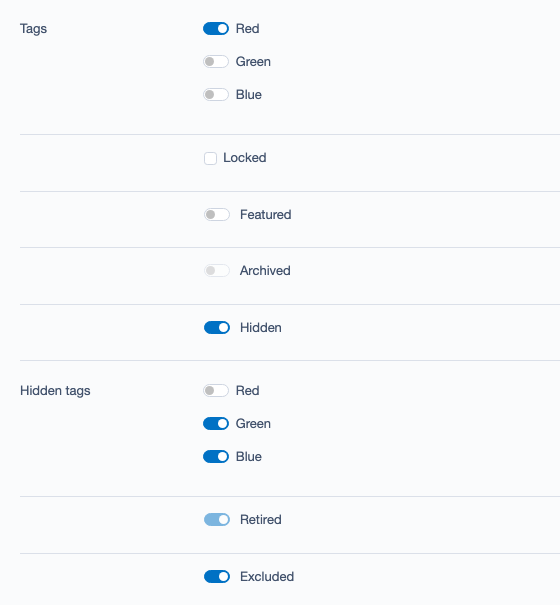 Tags
Red
Green
Blue
Locked
Featured
Archived
Hidden
Hidden tags
Red
Green
Blue
Retired
Excluded